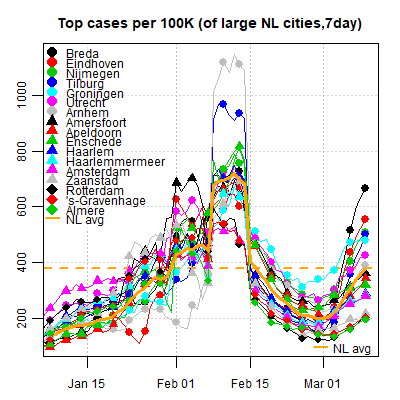 Top cases per 100K (of large NL cities,7day)
Breda
Eindhoven
Nijmegen
Tilburg
Groningen
Utrecht
Arnhem
Amersfoort
Apeldoorn
Enschede
Haarlem
Haarlemmermeer
Amsterdam
Zaanstad
Rotterdam
's-Gravenhage
Almere
NL avg
1000
800
600
400
200
NL avg
Jan 15
Feb 01
Feb 15
Mar 01